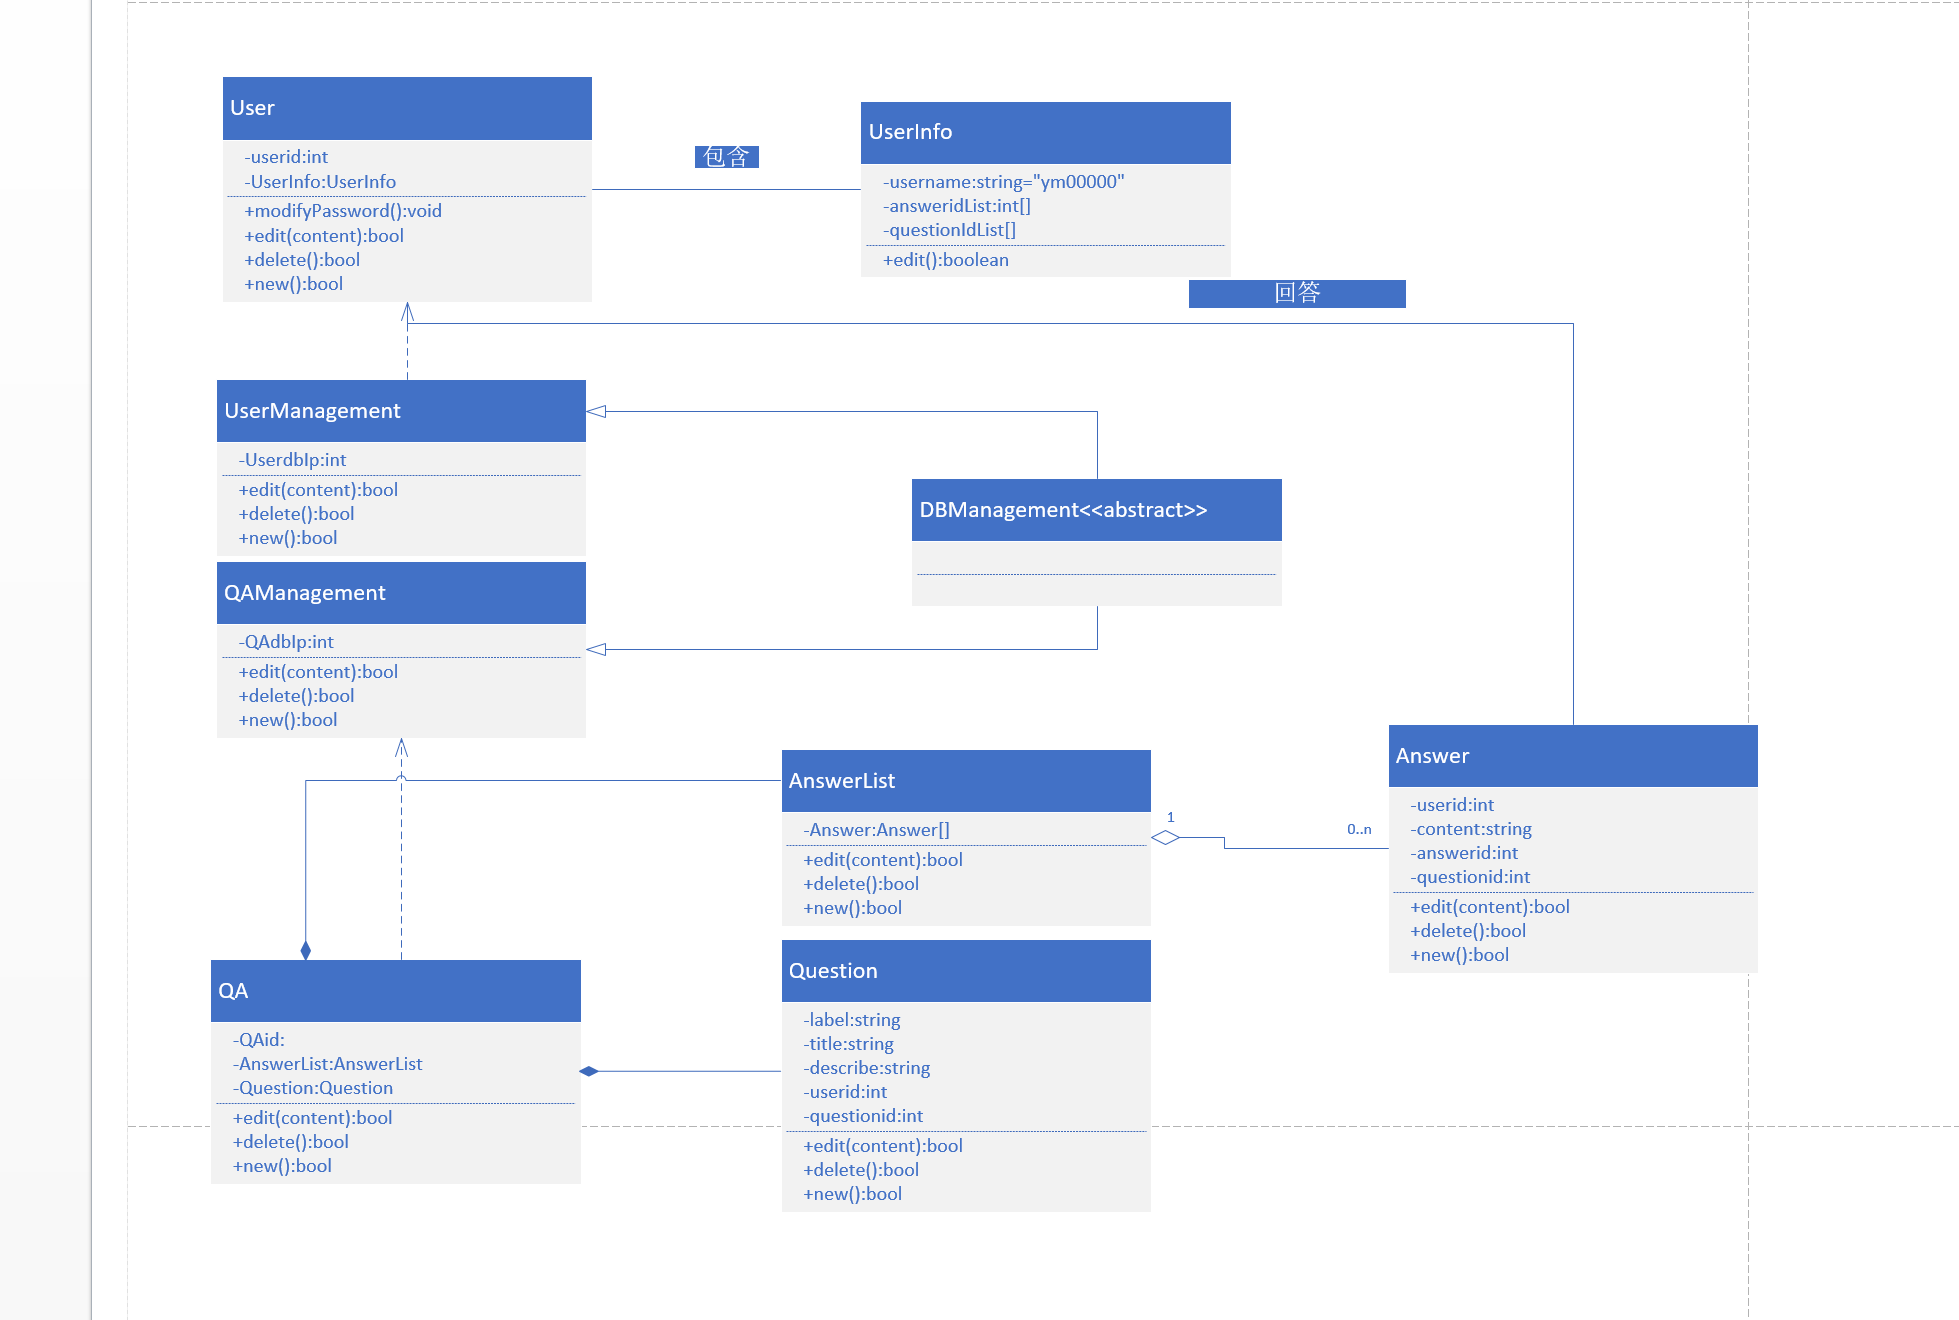 User
-userid:int
-UserInfo:UserInfo
+modifyPassword():void
+edit(content):bool
+delete():bool
+new():bool
包含
UserInfo
-username:string="ym00000"
-answeridList:int[]
-questionIdList[]
+edit():boolean
回答
UserManagement
-UserdbIp:int
+edit(content):bool
+delete():bool
+new():bool
DBManagement<<abstract>>
QAManagement
-QAdbIp:int
+edit(content):bool
+delete():bool
+new():bool
AnswerList
-Answer:Answer[]
+edit(content):bool
+delete():bool
+new():bool
1
0..n
Answer
-userid:int
-content:string
-answerid:int
-questionid:int
+edit(content):bool
+delete():bool
+new():bool
QA
-QAid:
-AnswerList:AnswerList
-Question:Question
+edit(content):bool
+delete():bool
+new():bool
Question
-label:string
-title:string
-describe:string
-userid:int
-questionid:int
+edit(content):bool
+delete():bool
+new():bool